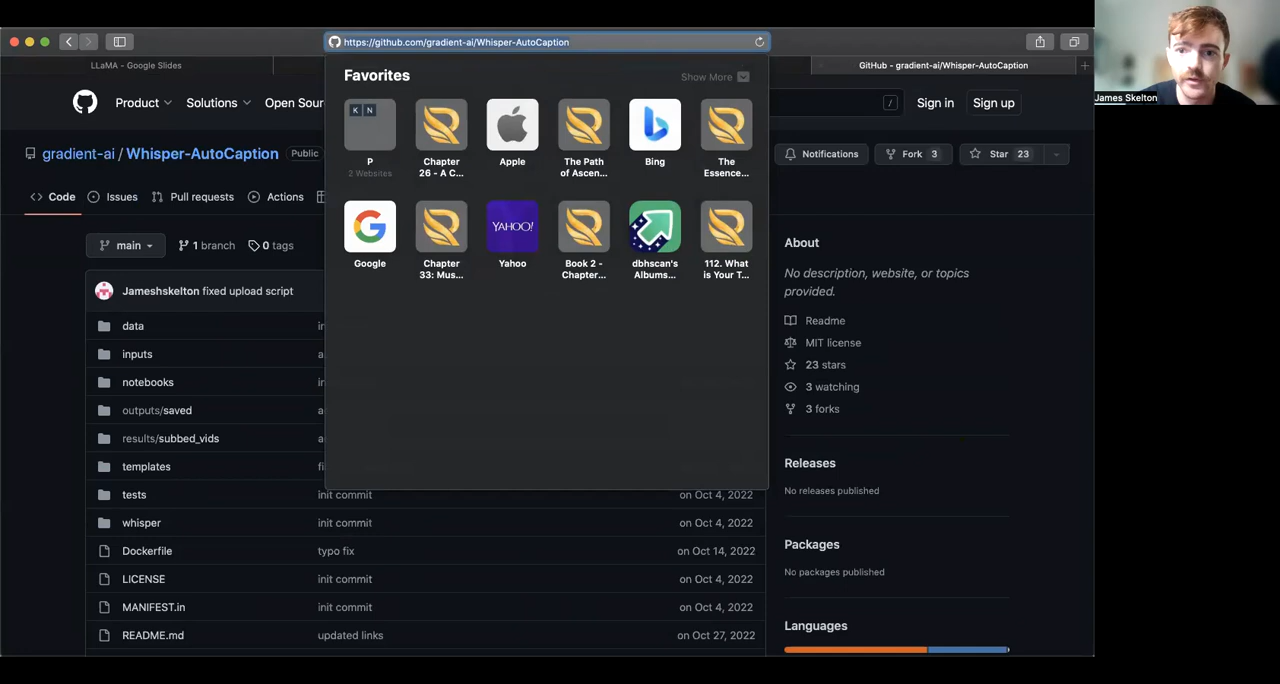 https://github.com/gradient-ai/Whisper-AutoCaption
LLaMA - Google Slides
GitHub - gradient-ai/Whisper-AutoCaption
James Skelton
Product
Solutions
Open Sour
/
Sign in
Sign up
Favorites
Show More
K N
P
2 Websites
Chapter
26 - A C...
Apple
The Path
of Ascen...
Bing
The
Essence...
Google
Chapter
33: Mus...
YAHOO!
Yahoo
Book 2 -
Chapter...
dbhscan's
Albums...
112. What
is Your T...
gradient-ai / Whisper-AutoCaption
Public
Notifications
Fork 3
Star 23
Code
Issues
Pull requests
Actions
main
1 branch
0 tags
Jameshskelton fixed upload script
data
inputs
notebooks
outputs/saved
results/subbed_vids
templates
tests init commit on Oct 4, 2022
whisper init commit on Oct 4, 2022
Dockerfile typo fix on Oct 14, 2022
LICENSE init commit on Oct 4, 2022
MANIFEST.in init commit on Oct 4, 2022
README.md updated links on Oct 27, 2022
About
No description, website, or topics
provided.
Readme
MIT license
23 stars
3 watching
3 forks
Releases
No releases published
Packages
No packages published
Languages